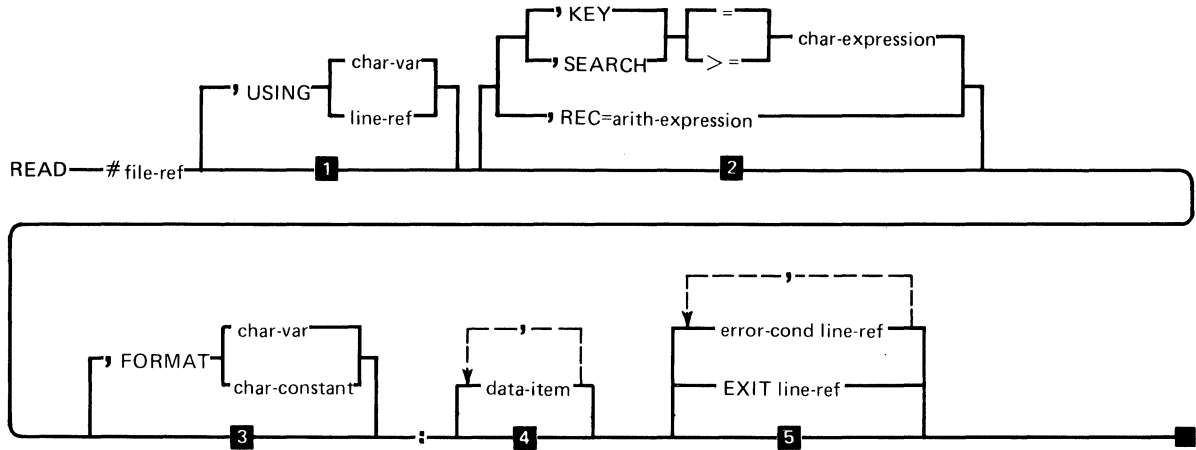 , KEY
=
, SEARCH
>=
char-expression
, USING
char-var
line-ref
, REC=arith-expression
READ
# file-ref
1
2
,
,
, FORMAT
char-var
char-constant
data-item
error-cond line-ref
EXIT line-ref
3
:
4
5